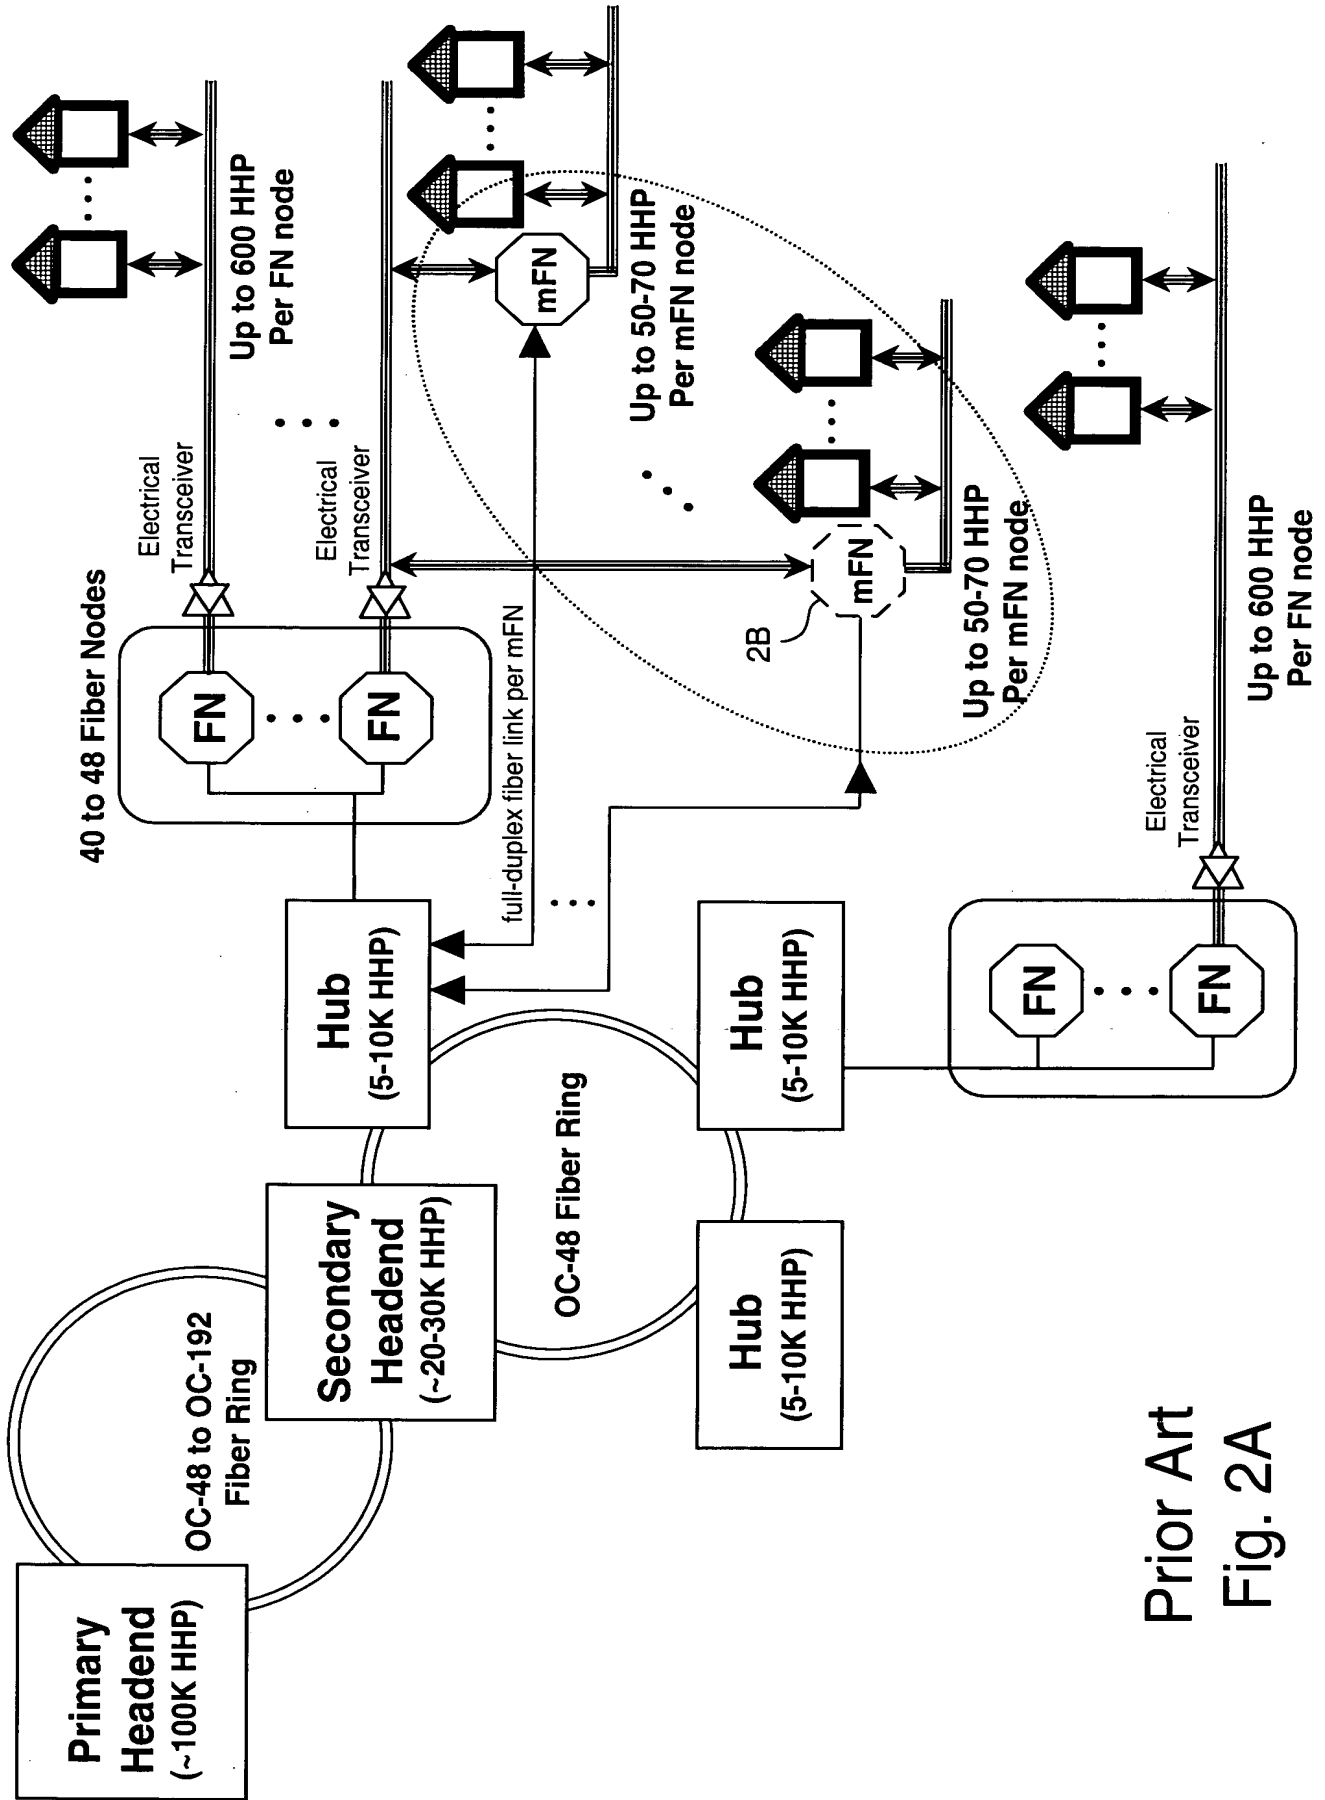 Primary
Headend
(~100K HHP)
OC-48 to OC-192
Fiber Ring
Secondary
Headend
(~20-30K HHP)
OC-48 Fiber Ring
Hub
(5-10K HHP)
Hub
(5-10K HHP)
Hub
(5-10K HHP)
40 to 48 Fiber Nodes
FN
FN
Electrical
Transceiver
Electrical
Transceiver
Up to 600 HHP
Per FN node
full-duplex fiber link per mFN
mFN
Up to 50-70 HHP
Per mFN node
2B
mFN
Up to 50-70 HHP
Per mFN node
FN
FN
Electrical
Transceiver
Up to 600 HHP
Per FN node
Prior Art
Fig. 2A